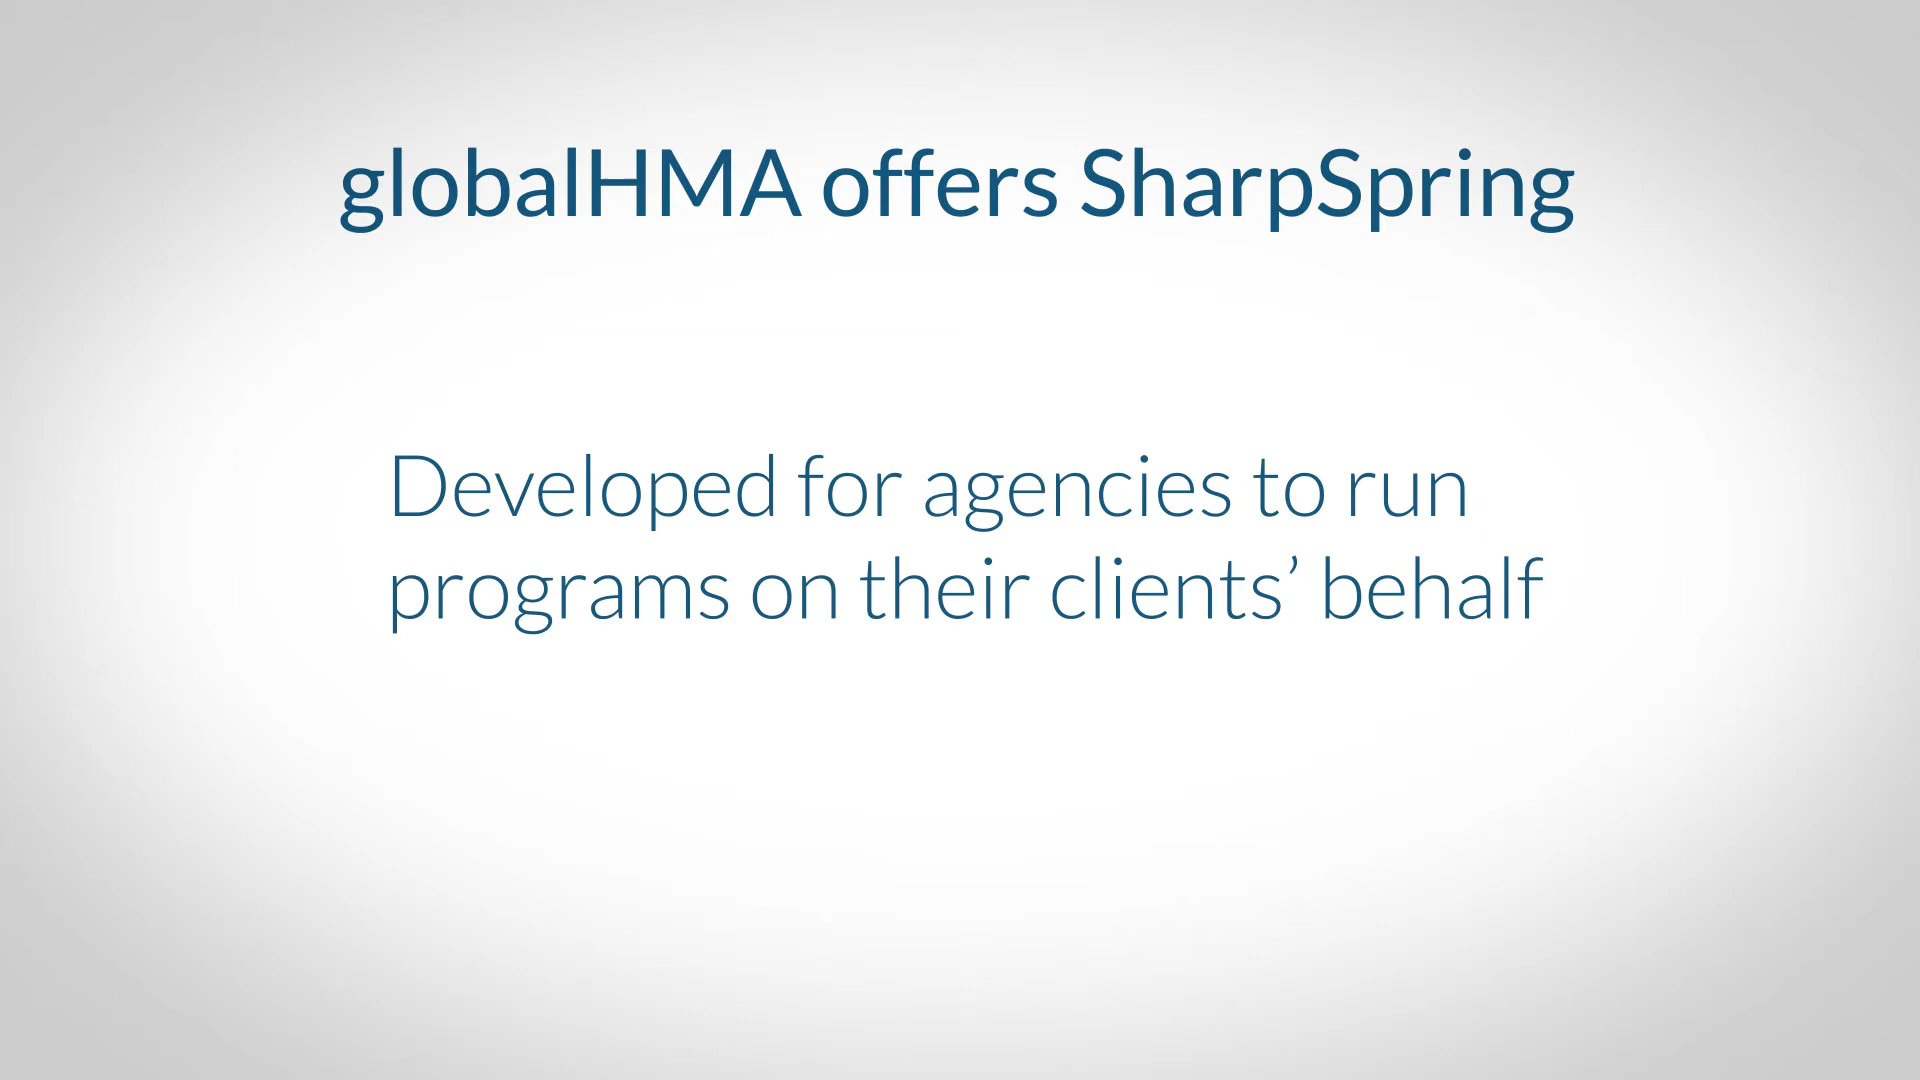 globalHMA offers SharpSpring
Developed for agencies to run
programs on their clients’ behalf